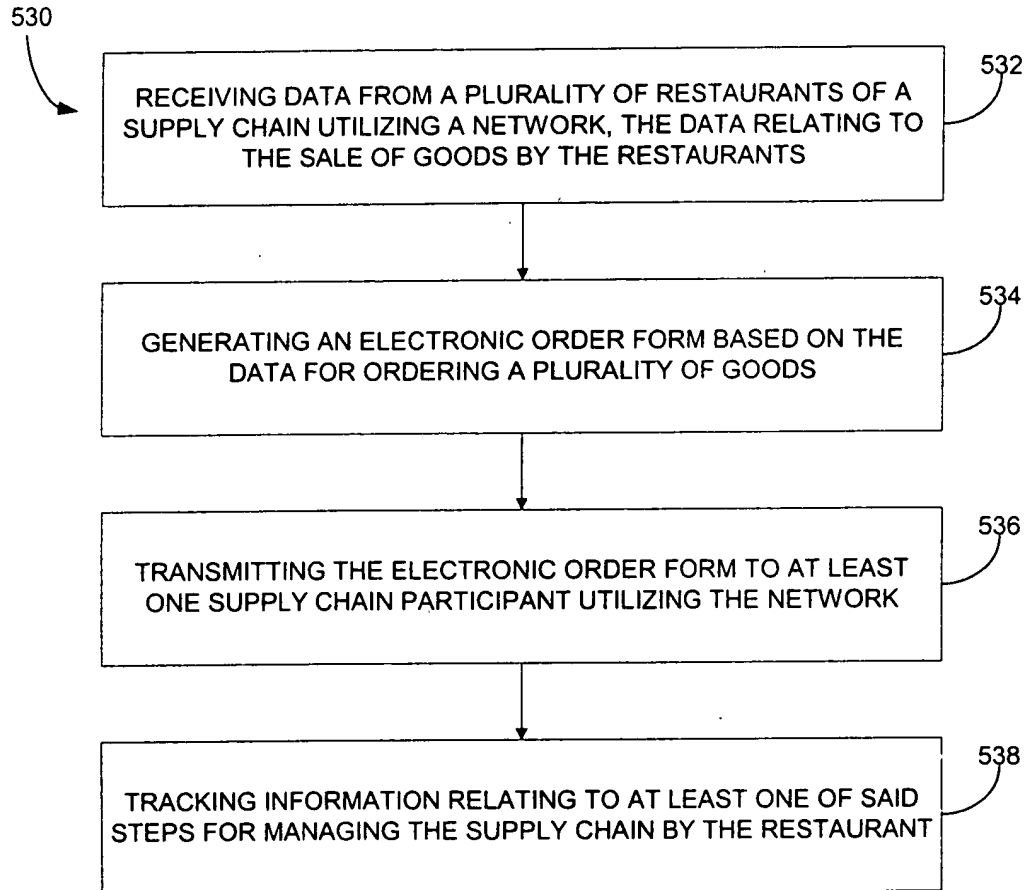 530
532
RECEIVING DATA FROM A PLURALITY OF RESTAURANTS OF A
SUPPLY CHAIN UTILIZING A NETWORK, THE DATA RELATING TO
THE SALE OF GOODS BY THE RESTAURANTS
534
GENERATING AN ELECTRONIC ORDER FORM BASED ON THE
DATA FOR ORDERING A PLURALITY OF GOODS
536
TRANSMITTING THE ELECTRONIC ORDER FORM TO AT LEAST
ONE SUPPLY CHAIN PARTICIPANT UTILIZING THE NETWORK
538
TRACKING INFORMATION RELATING TO AT LEAST ONE OF SAID
STEPS FOR MANAGING THE SUPPLY CHAIN BY THE RESTAURANT